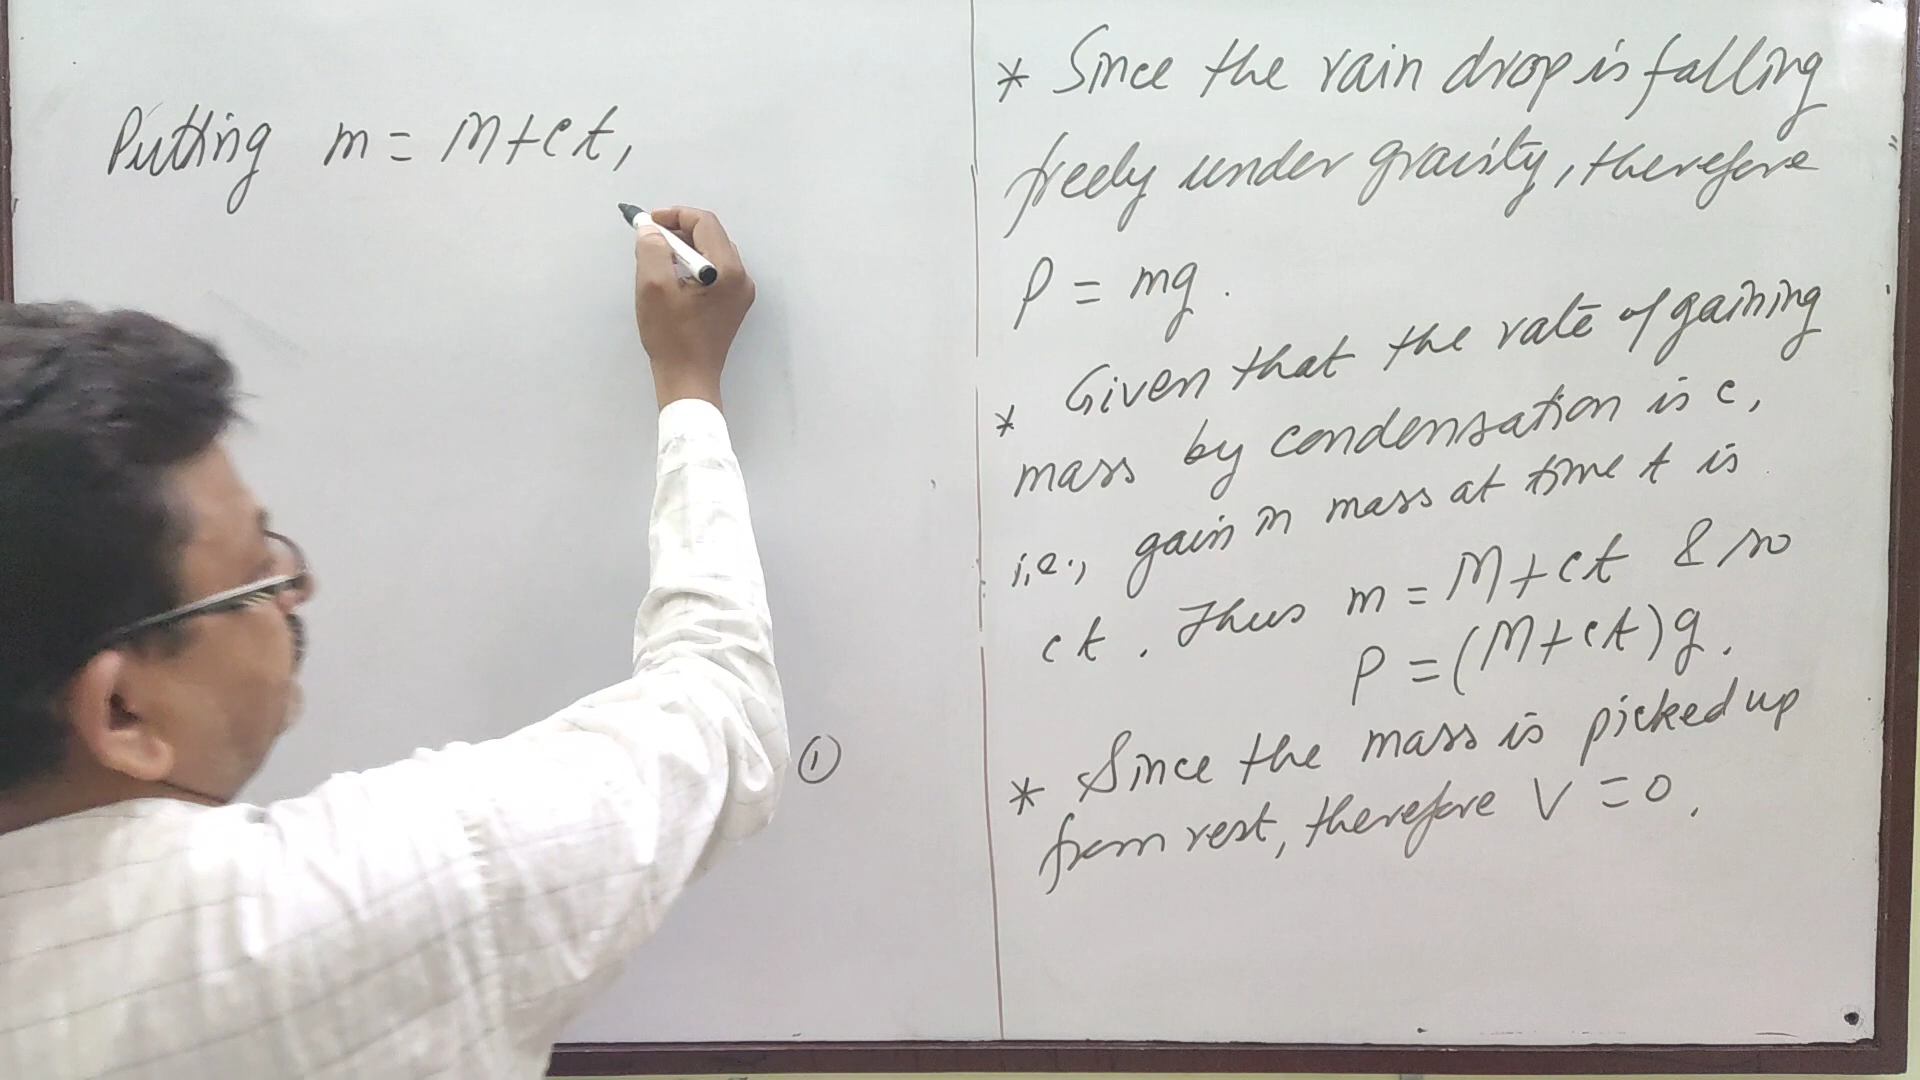 Putting m = M+ct,
①
* Since the rain drop is falling
freely under gravity, therefore
P = mg.
* Given that the rate of gaining
mass by condensation is c,
i.e., gain in mass at time t is
ct. Thus m = M+ct & so
P = (M+ct)g.
* Since the mass is picked up
from rest, therefore V = 0.